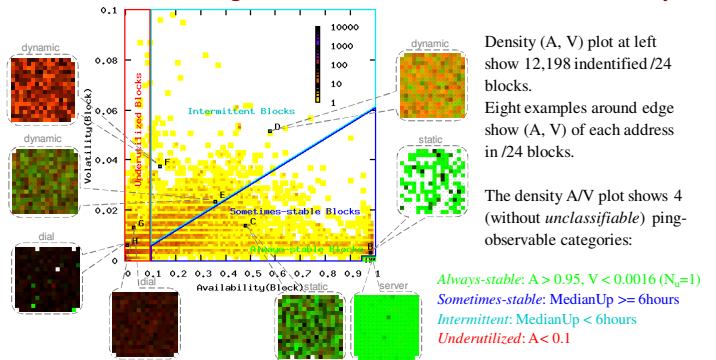 10000
1000
100
10
1
0.1
0.08
0.06
0.04
0.02
0
Volatility(Block)
0 0.1 0.2 0.3 0.4 0.5 0.6 0.7 0.8 0.9 1
Availability(Block)
Underutilized Blocks
Intermittent Blocks
Sometimes-stable Blocks
Always-stable Blocks
D
F
E
C
G
H
B
dynamic
dynamic
dial
dial
static
server
dynamic
static
Density (A, V) plot at left
show 12,198 indentified /24
blocks.
Eight examples around edge
show (A, V) of each address
in /24 blocks.
The density A/V plot shows 4
(without unclassifiable) ping-
observable categories:
Always-stable: A > 0.95, V < 0.0016 (Nu=1)
Sometimes-stable: MedianUp >= 6hours
Intermittent: MedianUp < 6hours
Underutilized: A< 0.1